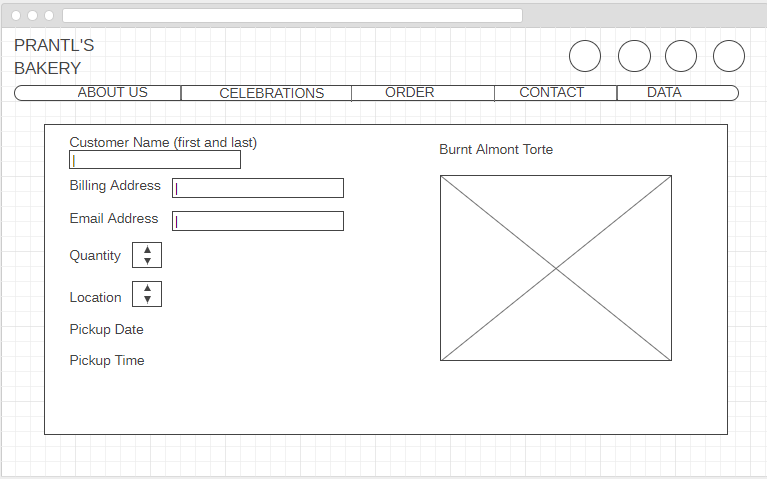 PRANTL'S
BAKERY
ABOUT US CELEBRATIONS ORDER CONTACT DATA
Customer Name (first and last)
Burnt Almont Torte
Billing Address
Email Address
Quantity
Location
Pickup Date
Pickup Time